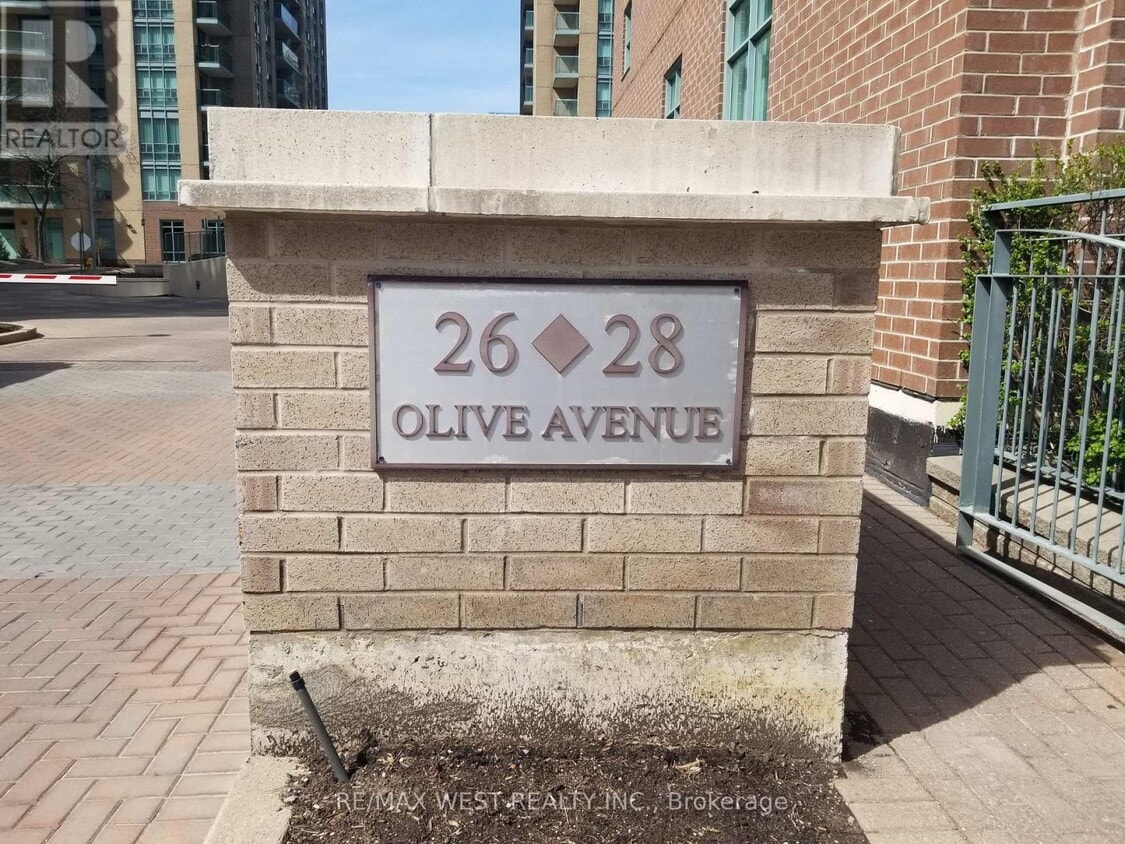 R
REALTOR
26 ◆ 28
OLIVE AVENUE
RE/MAX WEST REALTY INC., Brokerage